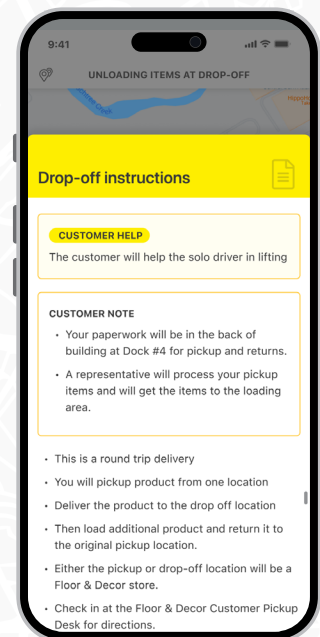 9:41
UNLOADING ITEMS AT DROP-OFF
Drop-off instructions
CUSTOMER HELP
The customer will help the solo driver in lifting
CUSTOMER NOTE
• Your paperwork will be in the back of
building at Dock #4 for pickup and returns.
• A representative will process your pickup
items and will get the items to the loading
area.
• This is a round trip delivery
• You will pickup product from one location
• Deliver the product to the drop off location
• Then load additional product and return it to
the original pickup location.
• Either the pickup or drop-off location will be a
Floor & Decor store.
• Check in at the Floor & Decor Customer Pickup
Desk for directions.